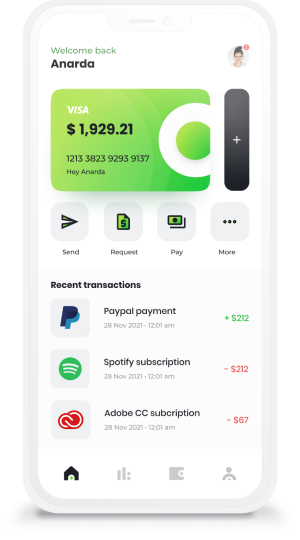 Welcome back
Anarda
VISA
$ 1,929.21
+
1213 3823 9293 9137
Hey Anarda
Send
Request
Pay
More
Recent transactions
Paypal payment
28 Nov 2021 - 12:01 am
+ $212
Spotify subscription
28 Nov 2021 - 12:01 am
- $212
Adobe CC subcription
28 Nov 2021 - 12:01 am
- $67